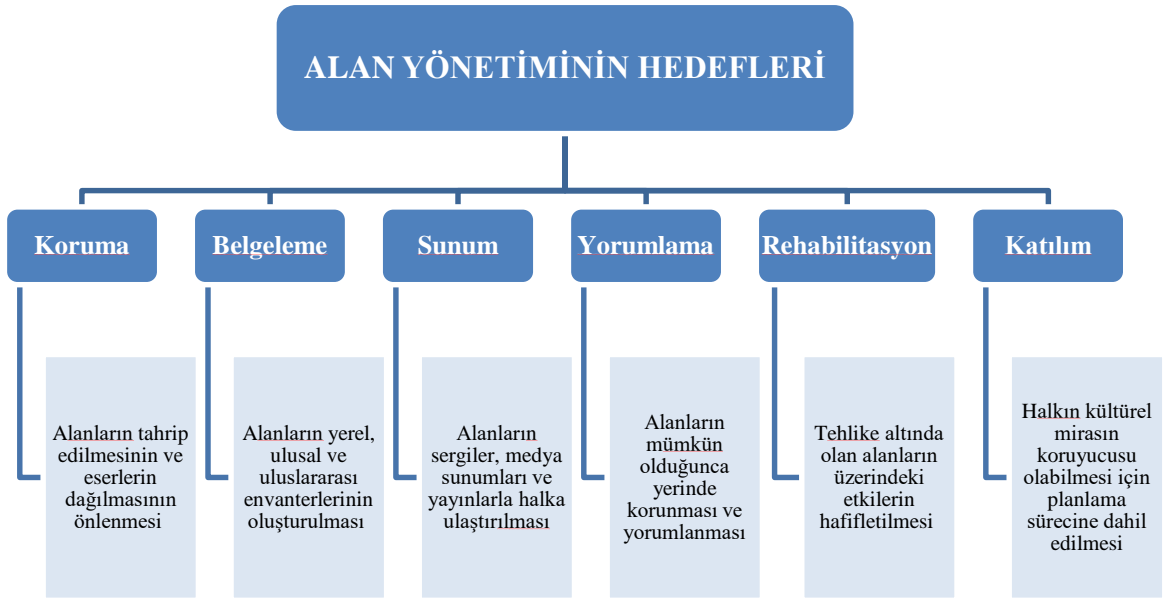 ALAN YÖNETİMİNİN HEDEFLERİ
Koruma
Belgeleme
Sunum
Yorumlama
Rehabilitasyon
Katılım
Alanların tahrip
edilmesinin ve
eserlerin
dağılmasının
önlenmesi
Alanların yerel,
ulusal ve
uluslararası
envanterlerinin
oluşturulması
Alanların
sergiler, medya
sunumları ve
yayınlarla halka
ulaştırılması
Alanların
mümkün
olduğunca
yerinde
korunması ve
yorumlanması
Tehlike altında
olan alanların
üzerindeki
etkilerin
hafifletilmesi
Halkın kültürel
mirasın
koruyucusu
olabilmesi için
planlama
sürecine dahil
edilmesi